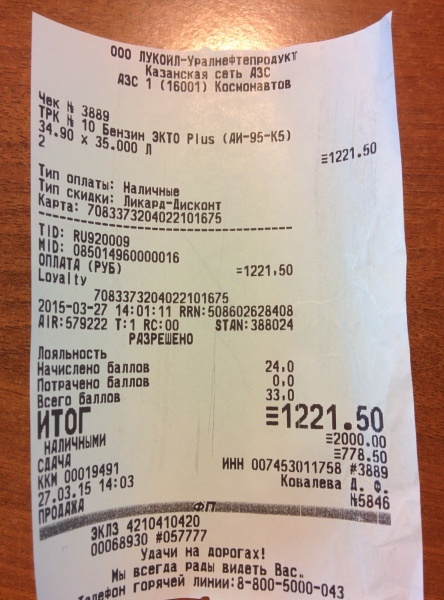 ООО ЛУКОЙЛ-Уралнефтепродукт
Казанская сеть АЗС
АЗС 1 (16001) Космонавтов
Чек № 3889
ТРК № 10 Бензин ЭКТО Plus (АИ-95-К5)
34.90 x 35.000 Л
2 ≡1221.50
Тип оплаты: Наличные
Тип скидки: Ликард-Дисконт
Карта: 7083373204022101675
TID: RU920009
MID: 085014960000016
ОПЛАТА (РУБ) =1221,50
Loyalty
7083373204022101675
2015-03-27 14:01:11 RRN:508602628408
AIR:579222 T:1 RC:00 STAN:388024
РАЗРЕШЕНО
Лояльность
Начислено баллов 24,0
Потрачено баллов 0,0
Всего баллов 33,0
ИТОГ ≡1221.50
НАЛИЧНЫМИ ≡2000.00
СДАЧА ≡778.50
ККМ 00019491 ИНН 007453011758 #3889
27.03.15 14:03 Ковалева Д. Ф.
ПРОДАЖА №5846
ФП
ЭКЛЗ 4210410420
00068930 #057777
Удачи на дорогах!
Мы всегда рады видеть Вас.
Телефон горячей линии:8-800-5000-043